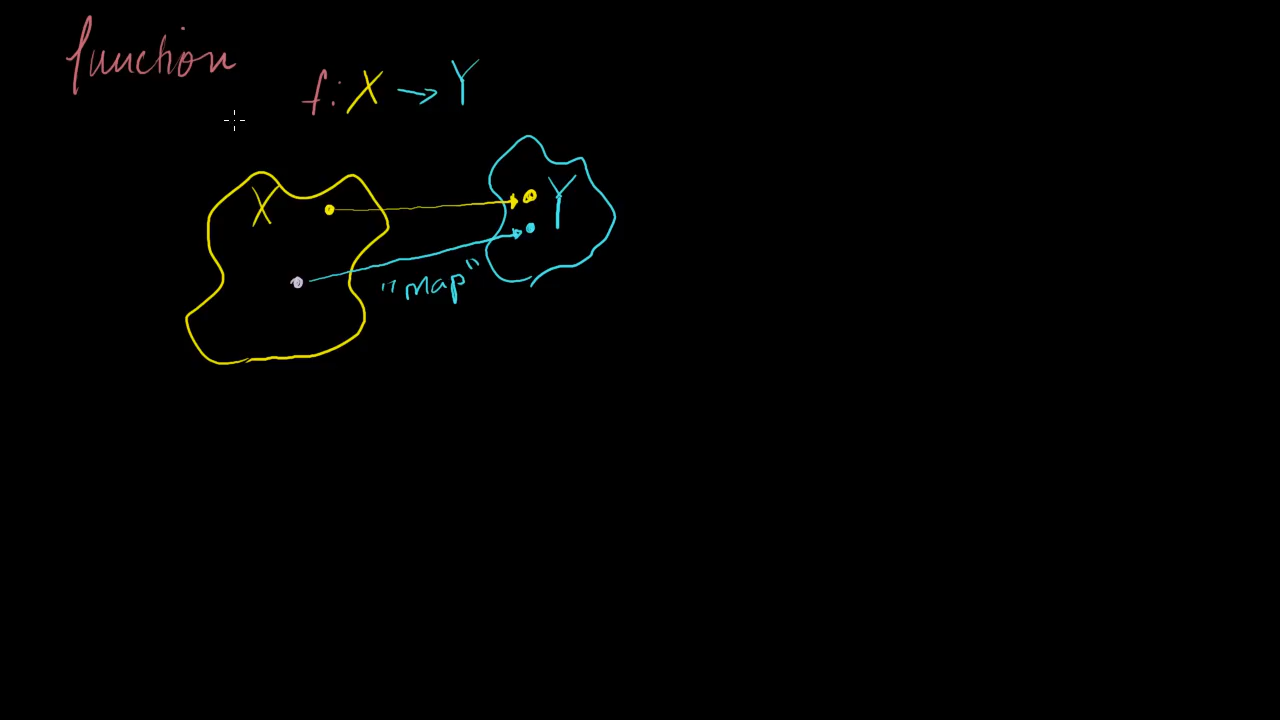 function
f: X → Y
X
Y
"map"